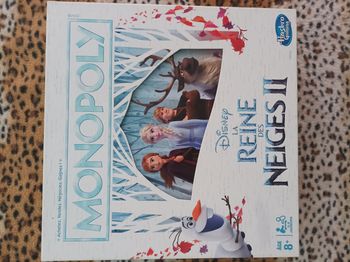 MONOPOLY
Hasbro
Gaming
DISNEY
LA
REINE
DES
NEIGES II
8+